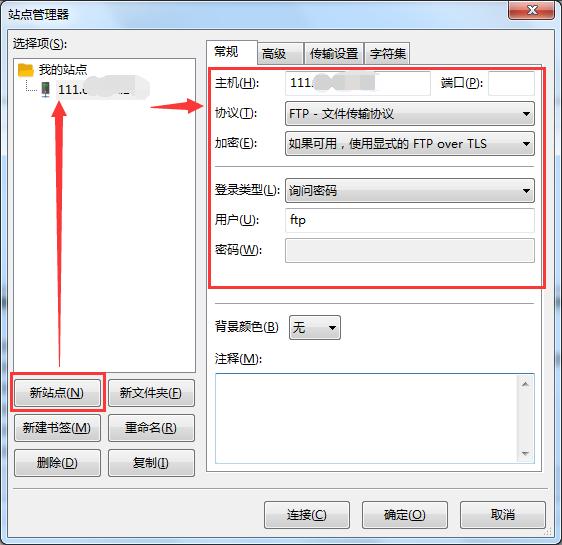 站点管理器
选择项(S):
我的站点
111.
常规 高级 传输设置 字符集
主机(H): 111. 端口(P):
协议(T): FTP - 文件传输协议
加密(E): 如果可用，使用显式的 FTP over TLS
登录类型(L): 询问密码
用户(U): ftp
密码(W):
背景颜色(B) 无
注释(M):
新站点(N) 新文件夹(F)
新建书签(M) 重命名(R)
删除(D) 复制(I)
连接(C) 确定(O) 取消